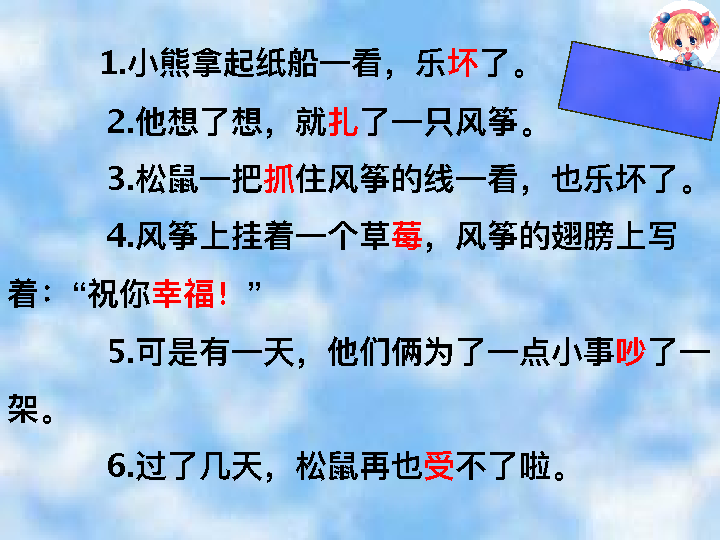 1.小熊拿起纸船一看，乐坏了。
2.他想了想，就扎了一只风筝。
3.松鼠一把抓住风筝的线一看，也乐坏了。
4.风筝上挂着一个草莓，风筝的翅膀上写
着：“祝你幸福！”
5.可是有一天，他们俩为了一点小事吵了一
架。
6.过了几天，松鼠再也受不了啦。